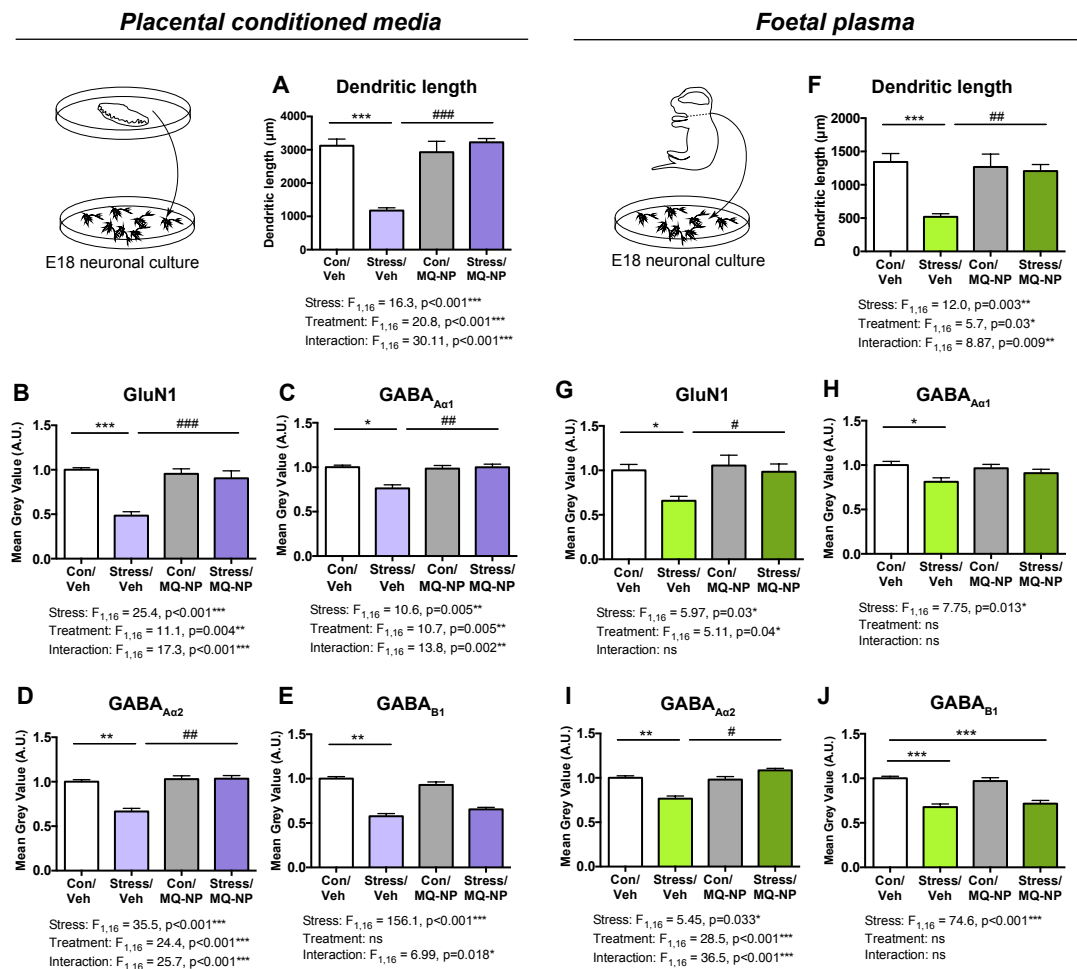 Placental conditioned media
Foetal plasma
E18 neuronal culture
A
Dendritic length
Dendritic length (µm)
4000
3000
2000
1000
0
***
###
Con/
Veh
Stress/
Veh
Con/
MQ-NP
Stress/
MQ-NP
Stress: F1,16 = 16.3, p<0.001***
Treatment: F1,16 = 20.8, p<0.001***
Interaction: F1,16 = 30.11, p<0.001***
E18 neuronal culture
F
Dendritic length
Dendritic length (µm)
2000
1500
1000
500
0
***
##
Con/
Veh
Stress/
Veh
Con/
MQ-NP
Stress/
MQ-NP
Stress: F1,16 = 12.0, p=0.003**
Treatment: F1,16 = 5.7, p=0.03*
Interaction: F1,16 = 8.87, p=0.009**
B
GluN1
Mean Grey Value (A.U.)
1.5
1.0
0.5
0.0
***
###
Con/
Veh
Stress/
Veh
Con/
MQ-NP
Stress/
MQ-NP
Stress: F1,16 = 25.4, p<0.001***
Treatment: F1,16 = 11.1, p=0.004**
Interaction: F1,16 = 17.3, p<0.001***
C
GABAAα1
Mean Grey Value (A.U.)
1.5
1.0
0.5
0.0
*
##
Con/
Veh
Stress/
Veh
Con/
MQ-NP
Stress/
MQ-NP
Stress: F1,16 = 10.6, p=0.005**
Treatment: F1,16 = 10.7, p=0.005**
Interaction: F1,16 = 13.8, p=0.002**
G
GluN1
Mean Grey Value (A.U.)
1.5
1.0
0.5
0.0
*
#
Con/
Veh
Stress/
Veh
Con/
MQ-NP
Stress/
MQ-NP
Stress: F1,16 = 5.97, p=0.03*
Treatment: F1,16 = 5.11, p=0.04*
Interaction: ns
H
GABAAα1
Mean Grey Value (A.U.)
1.5
1.0
0.5
0.0
*
Con/
Veh
Stress/
Veh
Con/
MQ-NP
Stress/
MQ-NP
Stress: F1,16 = 7.75, p=0.013*
Treatment: ns
Interaction: ns
D
GABAAα2
Mean Grey Value (A.U.)
1.5
1.0
0.5
0.0
**
##
Con/
Veh
Stress/
Veh
Con/
MQ-NP
Stress/
MQ-NP
Stress: F1,16 = 35.5, p<0.001***
Treatment: F1,16 = 24.4, p<0.001***
Interaction: F1,16 = 25.7, p<0.001***
E
GABAB1
Mean Grey Value (A.U.)
1.5
1.0
0.5
0.0
**
Con/
Veh
Stress/
Veh
Con/
MQ-NP
Stress/
MQ-NP
Stress: F1,16 = 156.1, p<0.001***
Treatment: ns
Interaction: F1,16 = 6.99, p=0.018*
I
GABAAα2
Mean Grey Value (A.U.)
1.5
1.0
0.5
0.0
**
#
Con/
Veh
Stress/
Veh
Con/
MQ-NP
Stress/
MQ-NP
Stress: F1,16 = 5.45, p=0.033*
Treatment: F1,16 = 28.5, p<0.001***
Interaction: F1,16 = 36.5, p<0.001***
J
GABAB1
Mean Grey Value (A.U.)
1.5
1.0
0.5
0.0
***
***
Con/
Veh
Stress/
Veh
Con/
MQ-NP
Stress/
MQ-NP
Stress: F1,16 = 74.6, p<0.001***
Treatment: ns
Interaction: ns